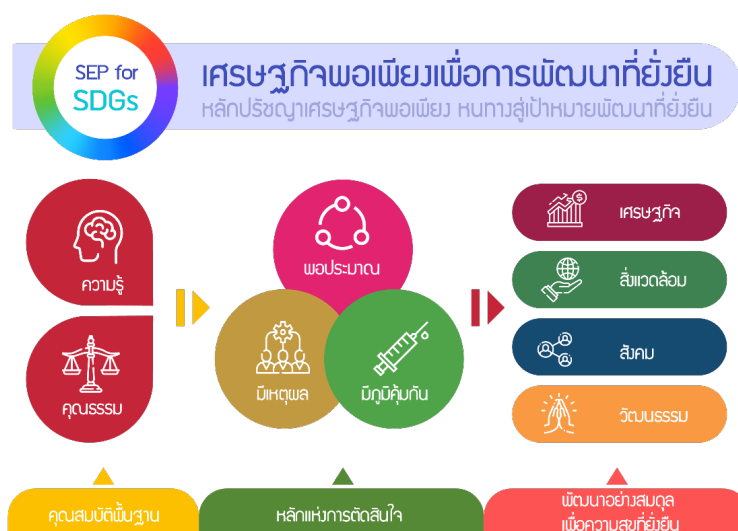 SEP for
SDGs
เศรษฐกิจพอเพียงเพื่อการพัฒนาที่ยั่งยืน
หลักปรัชญาเศรษฐกิจพอเพียง หนทางสู่เป้าหมายพัฒนาที่ยั่งยืน
ความรู้
คุณธรรม
พอประมาณ
มีเหตุผล
มีภูมิคุ้มกัน
เศรษฐกิจ
สิ่งแวดล้อม
สังคม
วัฒนธรรม
คุณสมบัติพื้นฐาน
หลักแห่งการตัดสินใจ
พัฒนาอย่างสมดุล
เพื่อความสุขที่ยั่งยืน